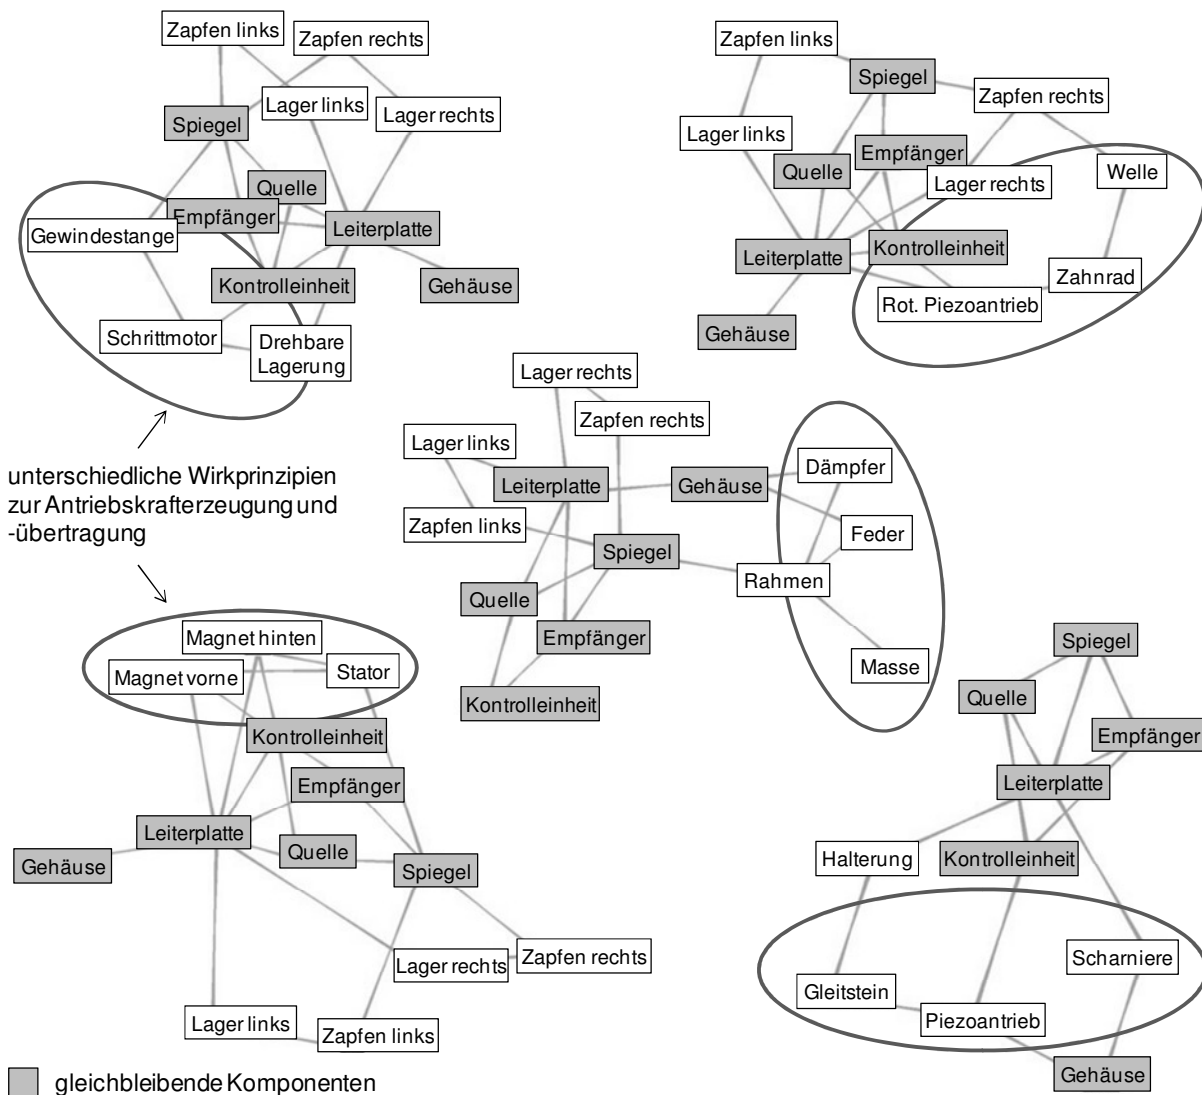 Zapfen links
Zapfen rechts
Lager links
Lager rechts
Spiegel
Quelle
Empfänger
Gewindestange
Leiterplatte
Kontrolleinheit
Gehäuse
Schrittmotor
Drehbare
Lagerung
Zapfen links
Spiegel
Zapfen rechts
Lager links
Empfänger
Quelle
Lager rechts
Welle
Leiterplatte
Kontrolleinheit
Zahnrad
Rot. Piezoantrieb
Gehäuse
unterschiedliche Wirkprinzipien
zur Antriebskrafterzeugung und
-übertragung
Lager rechts
Zapfen rechts
Lager links
Leiterplatte
Gehäuse
Dämpfer
Zapfen links
Feder
Spiegel
Rahmen
Quelle
Empfänger
Masse
Kontrolleinheit
Magnet hinten
Magnet vorne
Stator
Kontrolleinheit
Empfänger
Leiterplatte
Quelle
Gehäuse
Spiegel
Lager rechts
Zapfen rechts
Lager links
Zapfen links
Spiegel
Quelle
Empfänger
Leiterplatte
Halterung
Kontrolleinheit
Scharniere
Gleitstein
Piezoantrieb
Gehäuse
gleichbleibende Komponenten